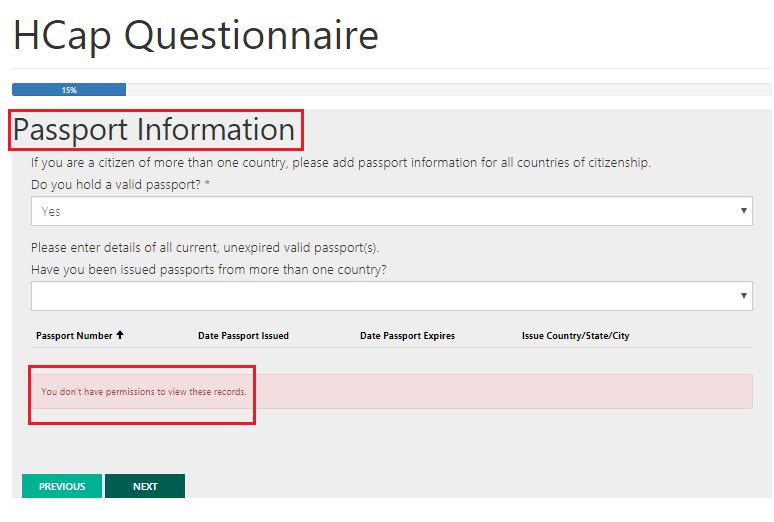 HCap Questionnaire
15%
Passport Information
If you are a citizen of more than one country, please add passport information for all countries of citizenship.
Do you hold a valid passport? *
Yes
Please enter details of all current, unexpired valid passport(s).
Have you been issued passports from more than one country?
Passport Number Date Passport Issued Date Passport Expires Issue Country/State/City
You don't have permissions to view these records.
PREVIOUS NEXT